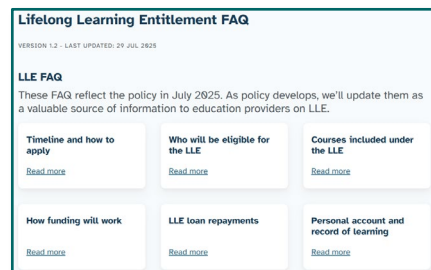 Lifelong Learning Entitlement FAQ
VERSION 1.2 - LAST UPDATED: 29 JUL 2025
LLE FAQ
These FAQ reflect the policy in July 2025. As policy develops, we'll update them as
a valuable source of information to education providers on LLE.
Timeline and how to
apply
Read more
Who will be eligible for
the LLE
Read more
Courses included under
the LLE
Read more
How funding will work
Read more
LLE loan repayments
Read more
Personal account and
record of learning
Read more